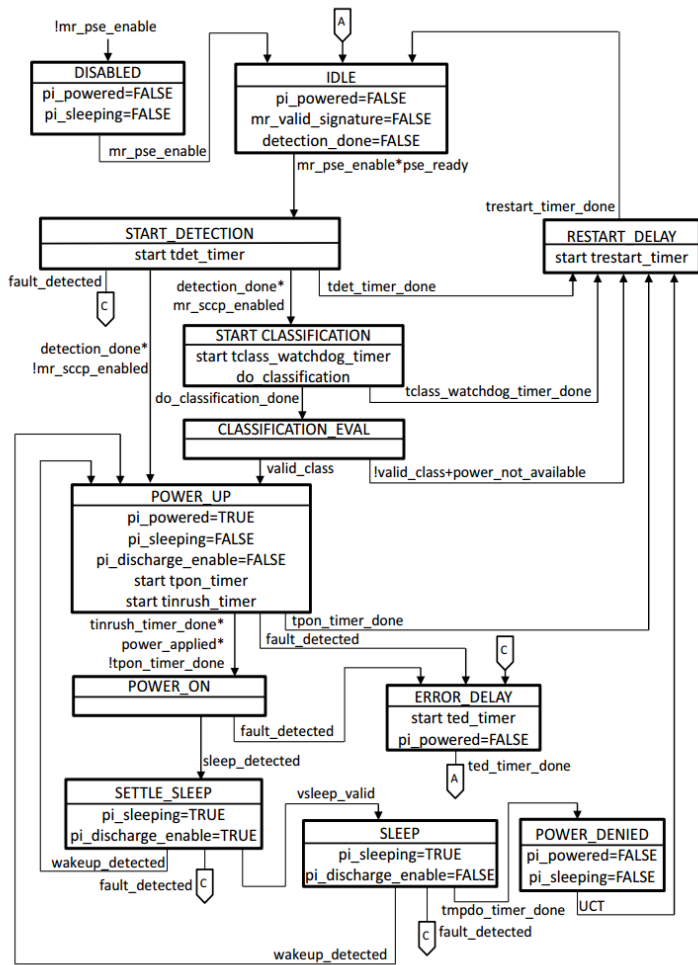 !mr_pse_enable
A
DISABLED
pi_powered=FALSE
pi_sleeping=FALSE
mr_pse_enable
IDLE
pi_powered=FALSE
mr_valid_signature=FALSE
detection_done=FALSE
mr_pse_enable*pse_ready
trestart_timer_done
START_DETECTION
start tdet_timer
RESTART_DELAY
start trestart_timer
fault_detected
C
detection_done*
mr_sccp_enabled
tdet_timer_done
detection_done*
!mr_sccp_enabled
START CLASSIFICATION
start tclass_watchdog_timer
do_classification
tclass_watchdog_timer_done
do_classification_done
CLASSIFICATION_EVAL
valid_class
!valid_class+power_not_available
POWER_UP
pi_powered=TRUE
pi_sleeping=FALSE
pi_discharge_enable=FALSE
start tpon_timer
start tinrush_timer
tpon_timer_done
tinrush_timer_done*
power_applied*
!tpon_timer_done
fault_detected
C
POWER_ON
fault_detected
ERROR_DELAY
start ted_timer
pi_powered=FALSE
sleep_detected
ted_timer_done
A
SETTLE_SLEEP
pi_sleeping=TRUE
pi_discharge_enable=TRUE
vsleep_valid
wakeup_detected
fault_detected
C
SLEEP
pi_sleeping=TRUE
pi_discharge_enable=FALSE
POWER_DENIED
pi_powered=FALSE
pi_sleeping=FALSE
tmpdo_timer_done
UCT
C
fault_detected
wakeup_detected